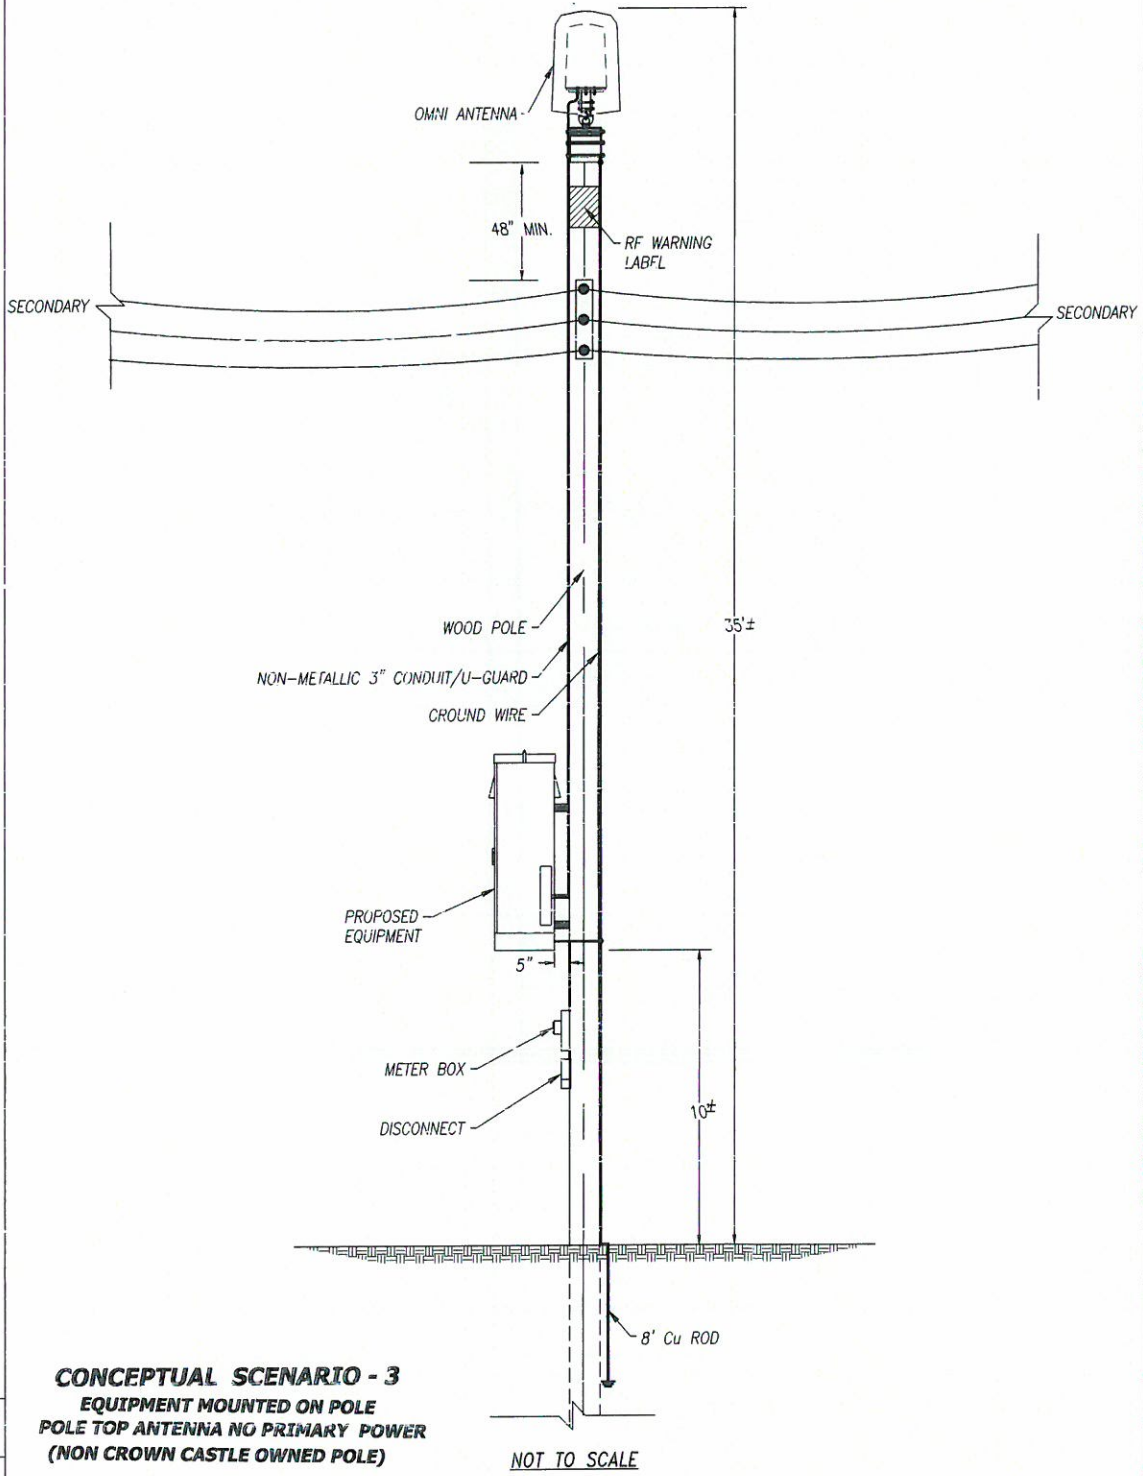 OMNI ANTENNA
48" MIN.
RF WARNING
LABEL
SECONDARY
SECONDARY
WOOD POLE
35'±
NON-METALLIC 3" CONDUIT/U-GUARD
GROUND WIRE
PROPOSED
EQUIPMENT
5"
METER BOX
10±
DISCONNECT
8' Cu ROD
CONCEPTUAL SCENARIO - 3
EQUIPMENT MOUNTED ON POLE
POLE TOP ANTENNA NO PRIMARY POWER
(NON CROWN CASTLE OWNED POLE)
NOT TO SCALE